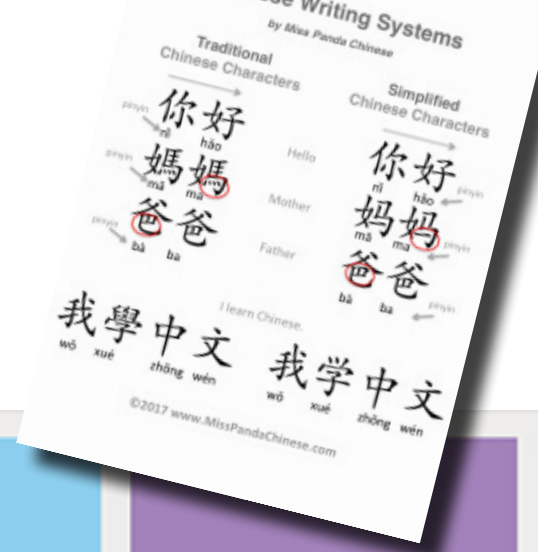 se Writing Systems
by Miss Panda Chinese
Traditional
Chinese Characters
Simplified
Chinese Characters
pinyin
你好
nǐ hǎo
Hello
你好
nǐ hǎo
pinyin
pinyin
媽媽
mā ma
Mother
妈妈
mā ma
pinyin
pinyin
爸爸
bà ba
Father
爸爸
bà ba
pinyin
I learn Chinese.
我學中文
wǒ xué zhōng wén
我学中文
wǒ xué zhōng wén
©2017 www.MissPandaChinese.com